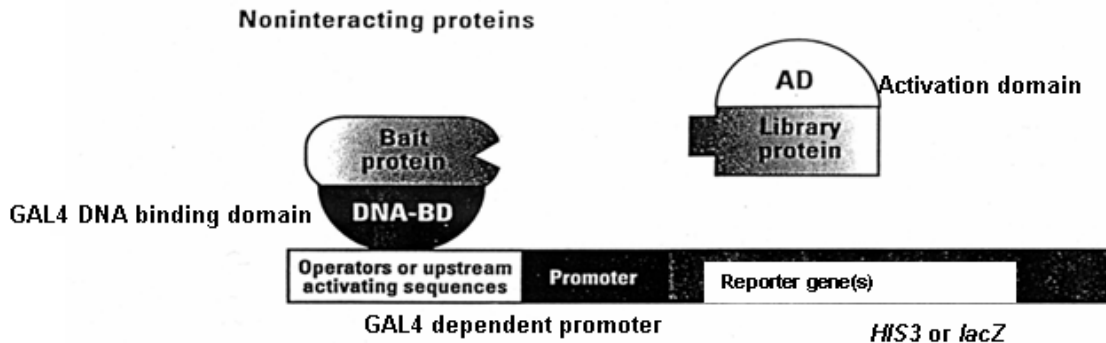 Noninteracting proteins
AD
Activation domain
Library
protein
Bait
protein
GAL4 DNA binding domain
DNA-BD
Operators or upstream
activating sequences
Promoter
Reporter gene(s)
GAL4 dependent promoter
HIS3 or lacZ